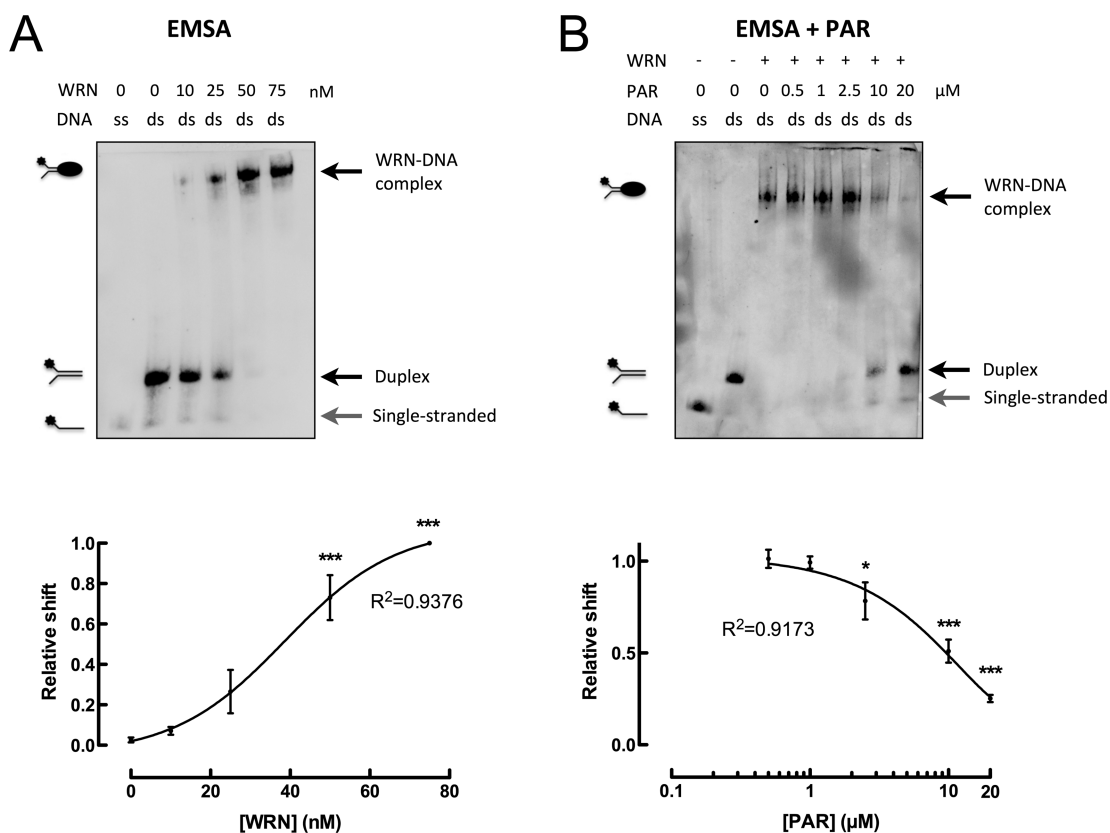 A
EMSA
WRN 0 0 10 25 50 75 nM
DNA ss ds ds ds ds ds
WRN-DNA
complex
Duplex
Single-stranded
Relative shift
1.0
0.8
0.6
0.4
0.2
0.0
***
***
R²=0.9376
0 20 40 60 80
[WRN] (nM)
B
EMSA + PAR
WRN - - + + + + + +
PAR 0 0 0 0.5 1 2.5 10 20 µM
DNA ss ds ds ds ds ds ds ds
WRN-DNA
complex
Duplex
Single-stranded
Relative shift
1.0
0.5
0.0
*
***
***
R²=0.9173
0.1 1 10 20
[PAR] (µM)